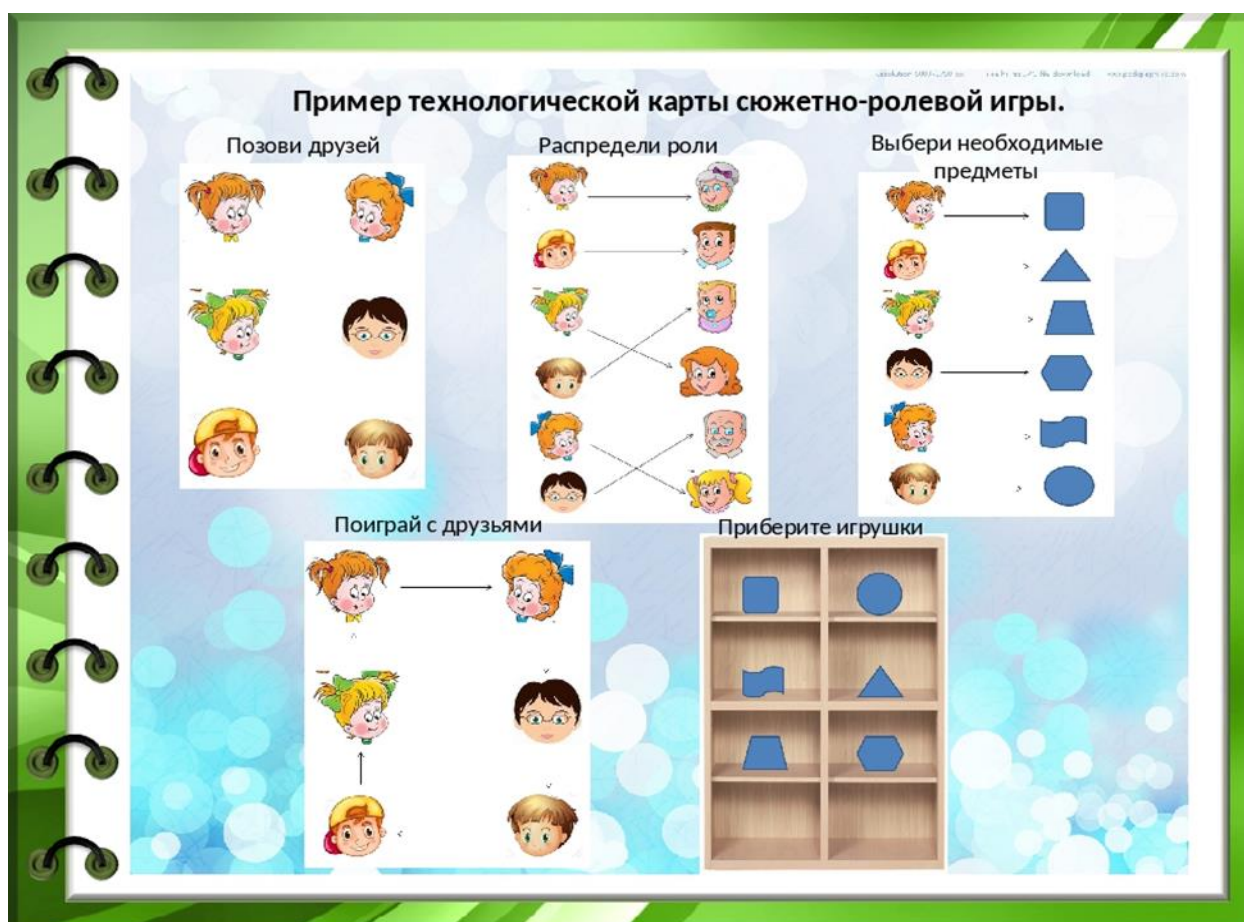 Пример технологической карты сюжетно-ролевой игры.
Позови друзей
Распредели роли
Выбери необходимые
предметы
Поиграй с друзьями
Приберите игрушки